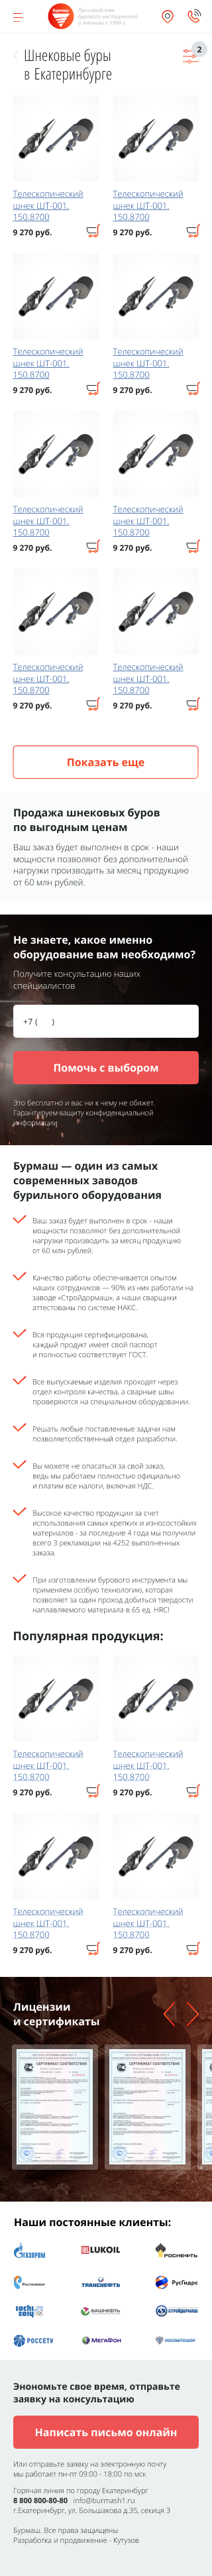 бурмаш
Производство
бурового инструмента
и техники с 1999 г.
Шнековые буры
в Екатеринбурге
2
Телескопический
шнек ШТ-001.
150.8700
9 270 руб.
Телескопический
шнек ШТ-001.
150.8700
9 270 руб.
Телескопический
шнек ШТ-001.
150.8700
9 270 руб.
Телескопический
шнек ШТ-001.
150.8700
9 270 руб.
Телескопический
шнек ШТ-001.
150.8700
9 270 руб.
Телескопический
шнек ШТ-001.
150.8700
9 270 руб.
Телескопический
шнек ШТ-001.
150.8700
9 270 руб.
Телескопический
шнек ШТ-001.
150.8700
9 270 руб.
Показать еще
Продажа шнековых буров
по выгодным ценам
Ваш заказ будет выполнен в срок - наши
мощности позволяют без дополнительной
нагрузки производить за месяц продукцию
от 60 млн рублей.
Не знаете, какое именно
оборудование вам необходимо?
Получите консультацию наших
спейциалистов
+7 ( )
Помочь с выбором
Это бесплатно и вас ни к чему не обяжет.
Гарантируем ващиту конфиденциальной
информации
Бурмаш — один из самых
современных заводов
бурильного оборудования
Ваш заказ будет выполнен в срок - наши
мощности позволяют без дополнительной
нагрузки производить за месяц продукцию
от 60 млн рублей.
Качество работы обеспечивается опытом
наших сотрудников — 90% из них работали на
заводе «Стройдормаш», а наши сварщики
аттестованы по системе НАКС.
Вся продукция сертифицирована,
каждый продукт имеет свой паспорт
и полностью соответствует ГОСТ.
Все выпускаемые изделия проходят через
отдел контроля качества, а сварные швы
проверяются на специальном оборудовании.
Решать любые поставленные задачи нам
позволяетсобственный отдел разработки.
Вы можете не опасаться за свой заказ,
ведь мы работаем полностью официально
и платим все налоги, включая НДС.
Высокое качество продукции за счет
использования самых крепких и износостойких
материалов - за последние 4 года мы получили
всего 3 рекламации на 4252 выполненных
заказа.
При изготовлении бурового инструмента мы
применяем особую технологию, которая
позволяет за один проход добиться твердости
наплавляемого материала в 65 ед. HRC!
Популярная продукция:
Телескопический
шнек ШТ-001.
150.8700
9 270 руб.
Телескопический
шнек ШТ-001.
150.8700
9 270 руб.
Телескопический
шнек ШТ-001.
150.8700
9 270 руб.
Телескопический
шнек ШТ-001.
150.8700
9 270 руб.
Лицензии
и сертификаты
СЕРТИФИКАТ СООТВЕТСТВИЯ
СЕРТИФИКАТ СООТВЕТСТВИЯ
Наши постоянные клиенты:
ГАЗПРОМ
LUKOIL
РОСНЕФТЬ
Ростелеком
ТРАНСНЕФТЬ
РусГидро
sochi
2014
БАШНЕФТЬ
СТРОЙДОРМАШ
РОССЕТИ
МЕГАФОН
РОСМЕТОДОР
Экономьте свое время, отправьте
заявку на консультацию
Написать письмо онлайн
Или отправьте заявку на электронную почту
мы работает пн-пт 09:00 - 18:00 по мск
Горячая линия по городу Екатеринбург
8 800 800-80-80 info@burmash1.ru
г.Екатеринбург, ул. Большакова д.35, секиця 3
Бурмаш. Все права защищены
Разработка и продвижение - Кутузов